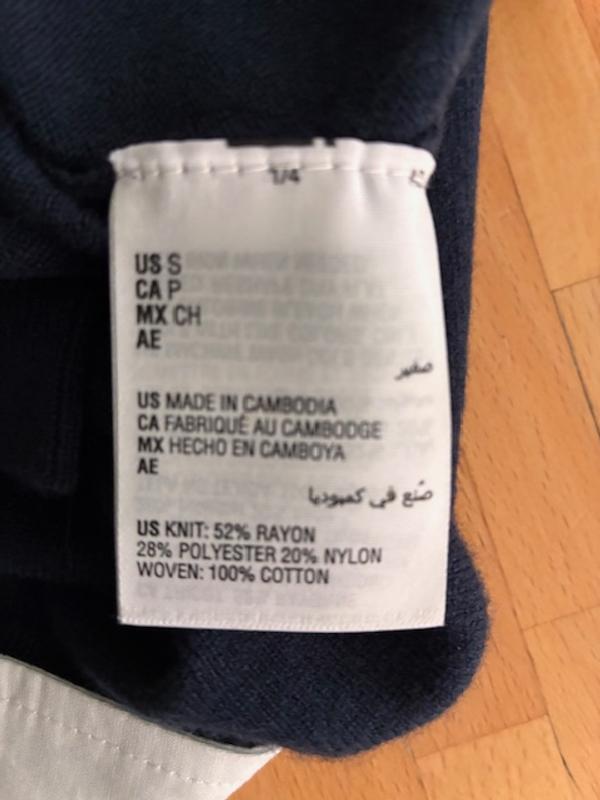 1/4
US S
CA P
MX CH
AE
صغير
US MADE IN CAMBODIA
CA FABRIQUÉ AU CAMBODGE
MX HECHO EN CAMBOYA
AE
صُنع في كمبوديا
US KNIT: 52% RAYON
28% POLYESTER 20% NYLON
WOVEN: 100% COTTON